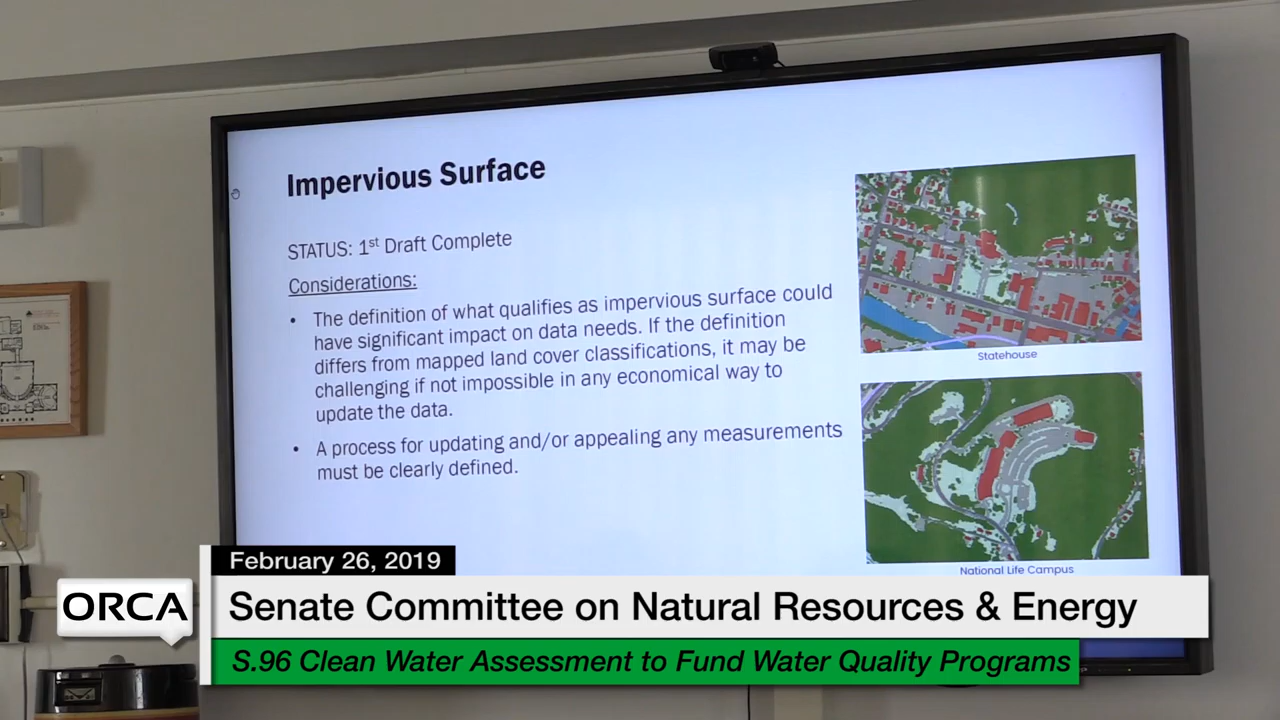 Impervious Surface
STATUS: 1st Draft Complete
Considerations:
• The definition of what qualifies as impervious surface could
have significant impact on data needs. If the definition
differs from mapped land cover classifications, it may be
challenging if not impossible in any economical way to
update the data.
• A process for updating and/or appealing any measurements
must be clearly defined.
Statehouse
National Life Campus
February 26, 2019
ORCA
Senate Committee on Natural Resources & Energy
S.96 Clean Water Assessment to Fund Water Quality Programs